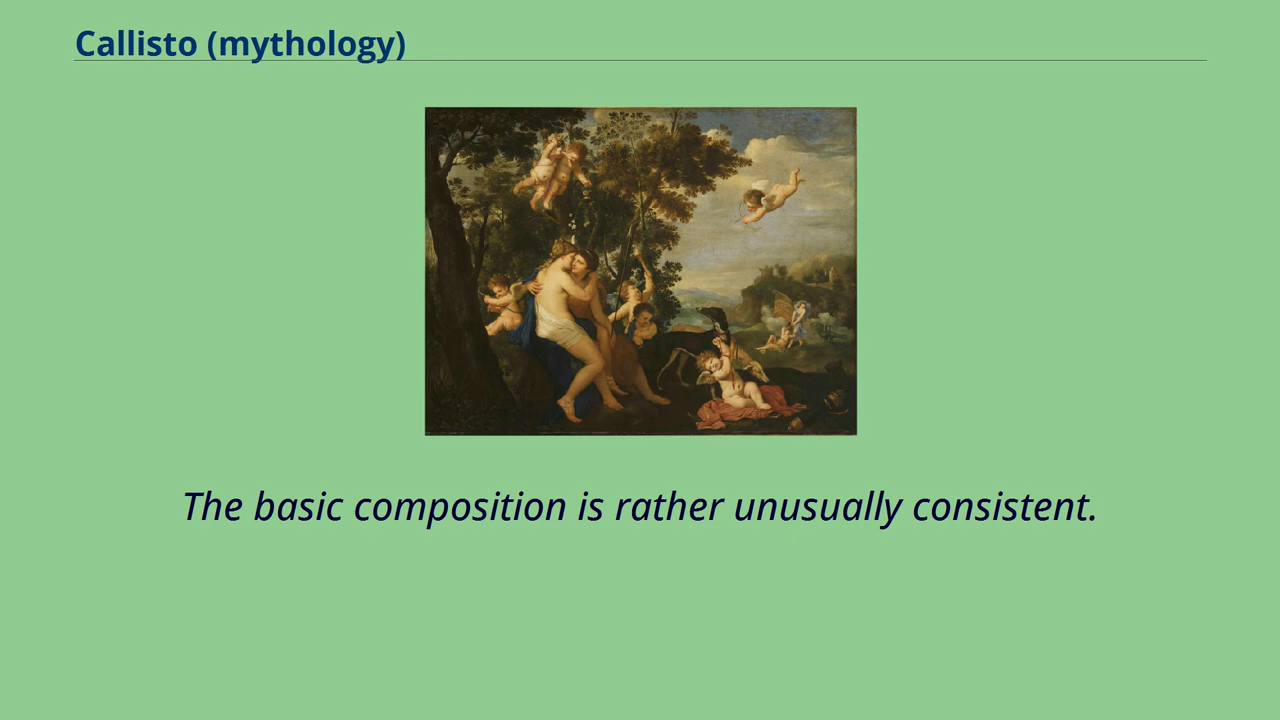 Callisto (mythology)
The basic composition is rather unusually consistent.